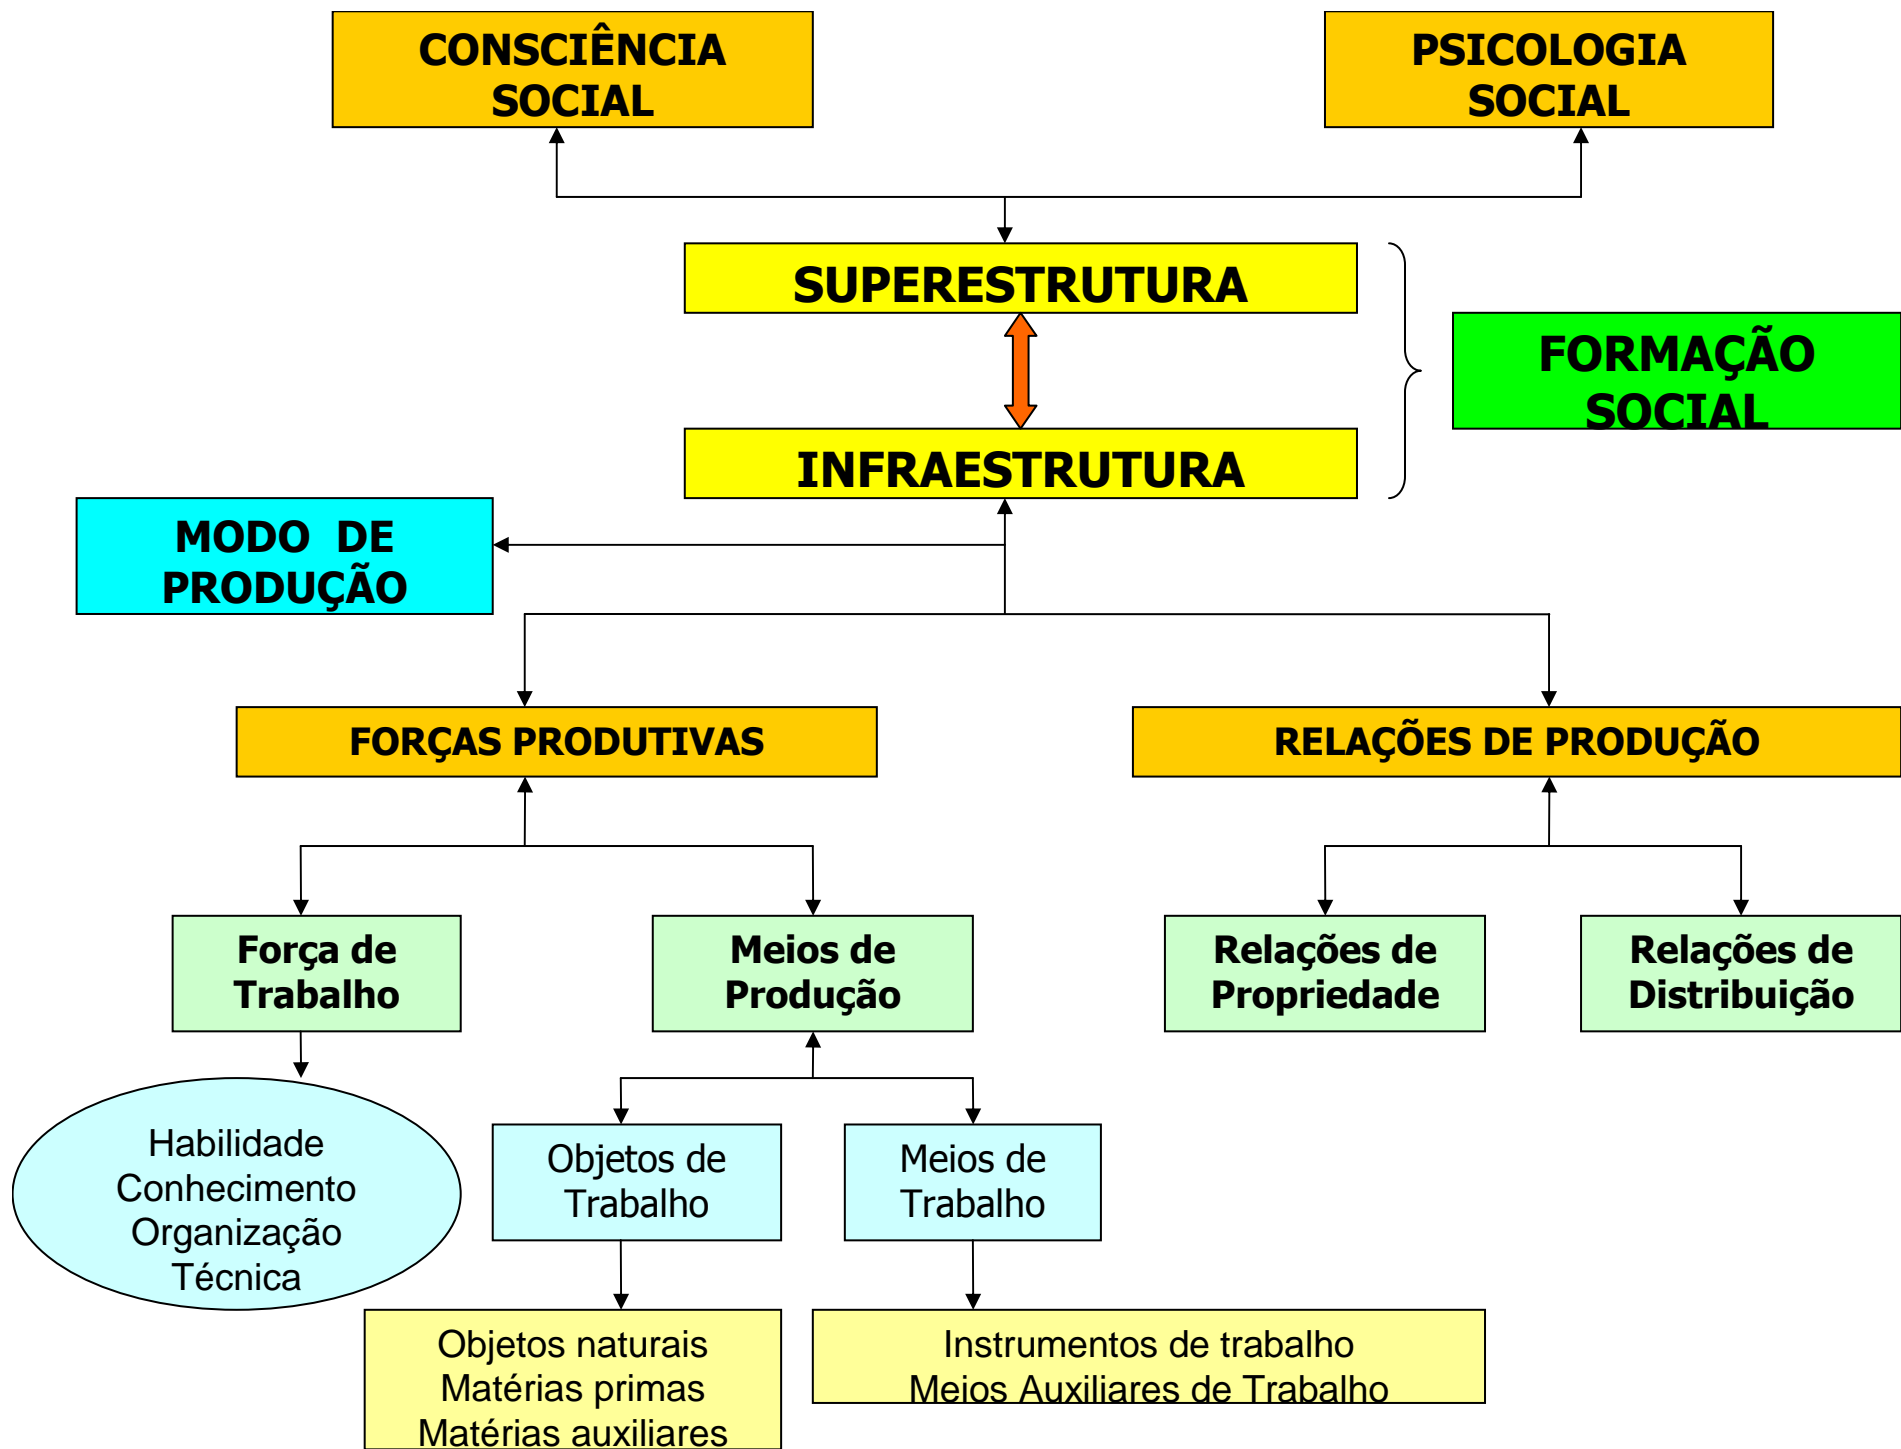 CONSCIÊNCIA
SOCIAL
PSICOLOGIA
SOCIAL
SUPERESTRUTURA
FORMAÇÃO
SOCIAL
INFRAESTRUTURA
MODO DE
PRODUÇÃO
FORÇAS PRODUTIVAS
RELAÇÕES DE PRODUÇÃO
Força de
Trabalho
Meios de
Produção
Relações de
Propriedade
Relações de
Distribuição
Habilidade
Conhecimento
Organização
Técnica
Objetos de
Trabalho
Meios de
Trabalho
Objetos naturais
Matérias primas
Matérias auxiliares
Instrumentos de trabalho
Meios Auxiliares de Trabalho